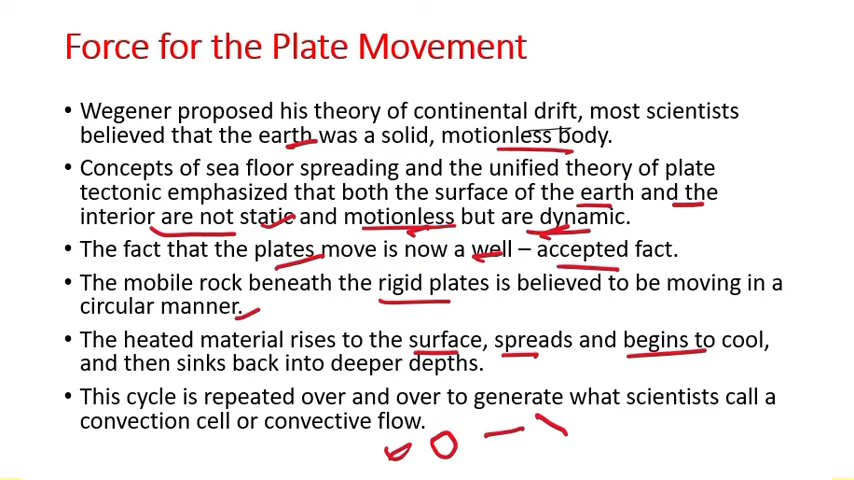 Force for the Plate Movement
• Wegener proposed his theory of continental drift, most scientists
believed that the earth was a solid, motionless body.
• Concepts of sea floor spreading and the unified theory of plate
tectonic emphasized that both the surface of the earth and the
interior are not static and motionless but are dynamic.
• The fact that the plates move is now a well – accepted fact.
• The mobile rock beneath the rigid plates is believed to be moving in a
circular manner.
• The heated material rises to the surface, spreads and begins to cool,
and then sinks back into deeper depths.
• This cycle is repeated over and over to generate what scientists call a
convection cell or convective flow.